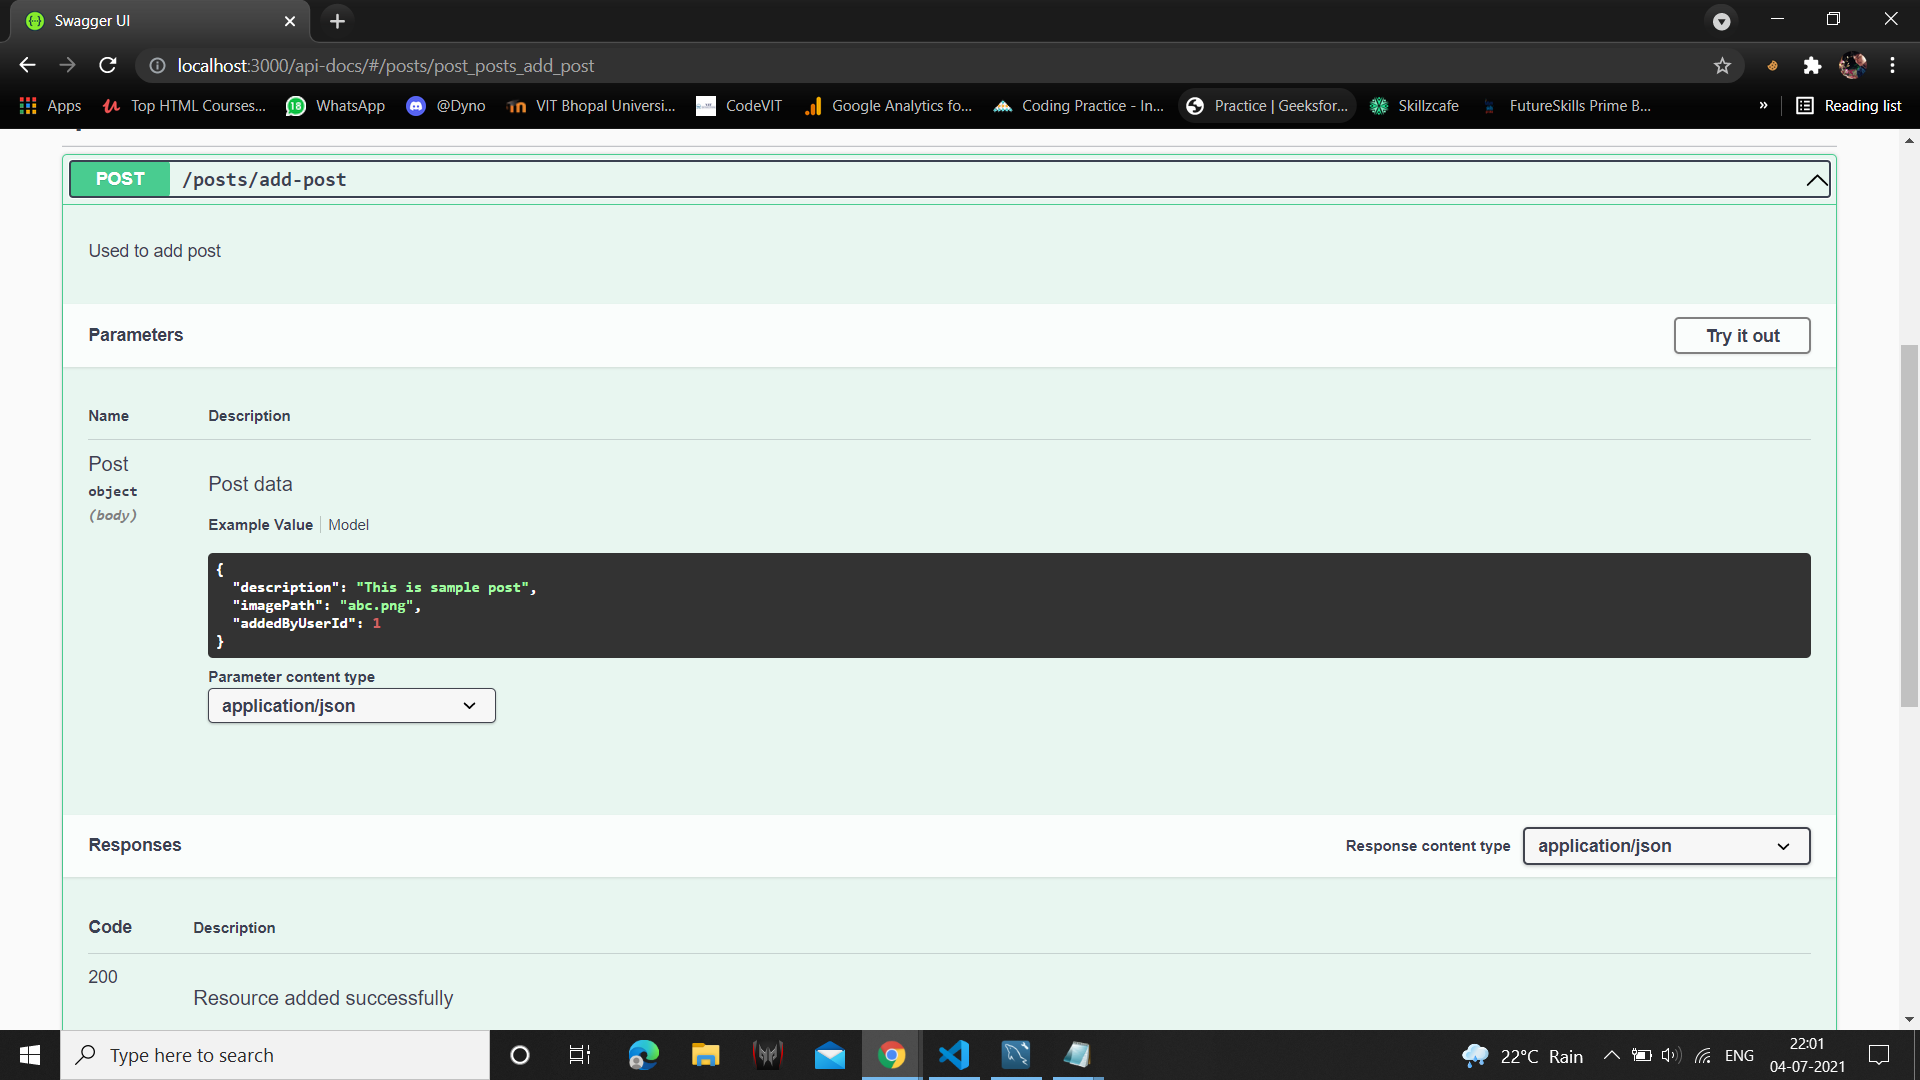 Swagger UI
localhost:3000/api-docs/#/posts/post_posts_add_post
Apps
Top HTML Courses...
18
WhatsApp
@Dyno
VIT Bhopal Universi...
CodeVIT
Google Analytics fo...
Coding Practice - In...
Practice | Geeksfor...
Skillzcafe
FutureSkills Prime B...
»
Reading list
POST /posts/add-post
Used to add post
Parameters
Try it out
Name Description
Post
object
(body)
Post data
Example Value Model
{
"description": "This is sample post",
"imagePath": "abc.png",
"addedByUserId": 1
}
Parameter content type
application/json
Responses
Response content type
application/json
Code Description
200
Resource added successfully
Type here to search
22°C Rain
ENG
22:01
04-07-2021